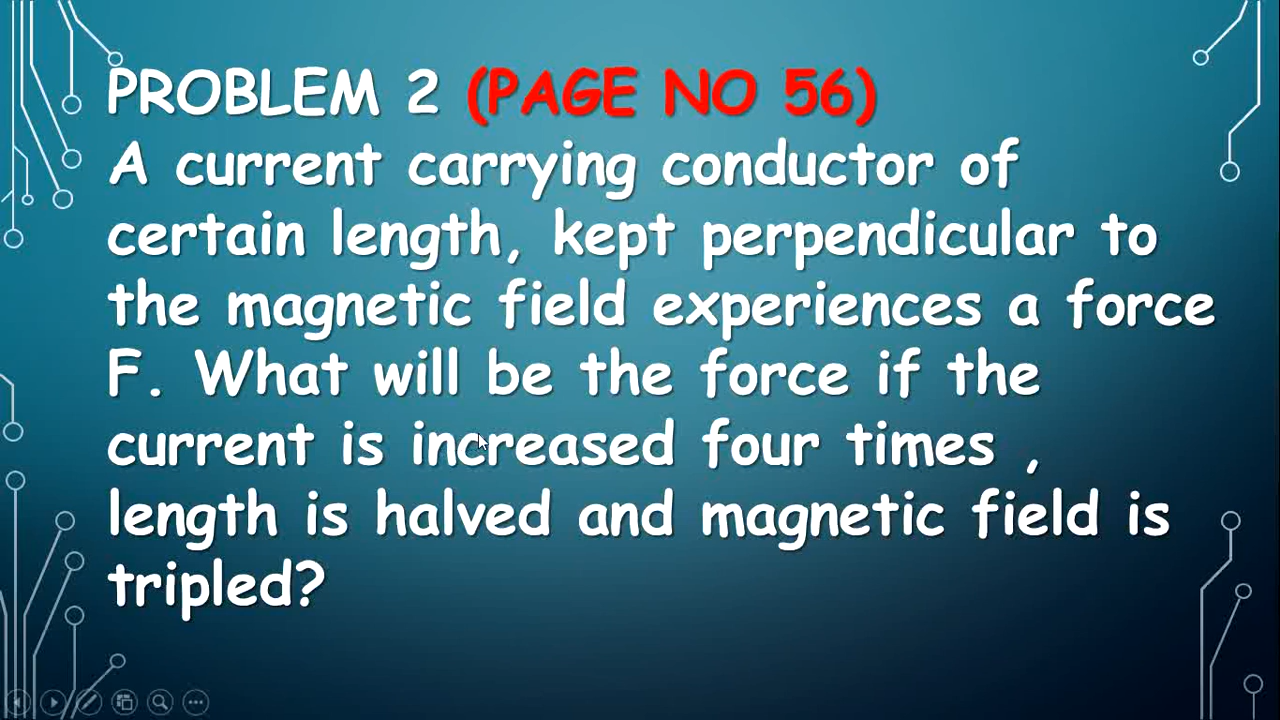 PROBLEM 2 (PAGE NO 56)
A current carrying conductor of
certain length, kept perpendicular to
the magnetic field experiences a force
F. What will be the force if the
current is increased four times ,
length is halved and magnetic field is
tripled?